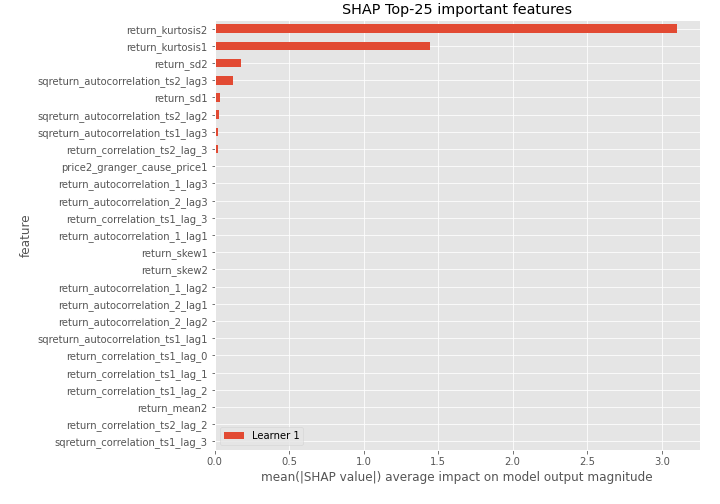 SHAP Top-25 important features
return_kurtosis2
return_kurtosis1
return_sd2
sqreturn_autocorrelation_ts2_lag3
return_sd1
sqreturn_autocorrelation_ts2_lag2
sqreturn_autocorrelation_ts1_lag3
return_correlation_ts2_lag_3
price2_granger_cause_price1
return_autocorrelation_1_lag3
return_autocorrelation_2_lag3
return_correlation_ts1_lag_3
return_autocorrelation_1_lag1
return_skew1
return_skew2
return_autocorrelation_1_lag2
return_autocorrelation_2_lag1
return_autocorrelation_2_lag2
sqreturn_autocorrelation_ts1_lag1
return_correlation_ts1_lag_0
return_correlation_ts1_lag_1
return_correlation_ts1_lag_2
return_mean2
return_correlation_ts2_lag_2
sqreturn_correlation_ts1_lag_3
feature
Learner 1
0.0 0.5 1.0 1.5 2.0 2.5 3.0
mean(|SHAP value|) average impact on model output magnitude